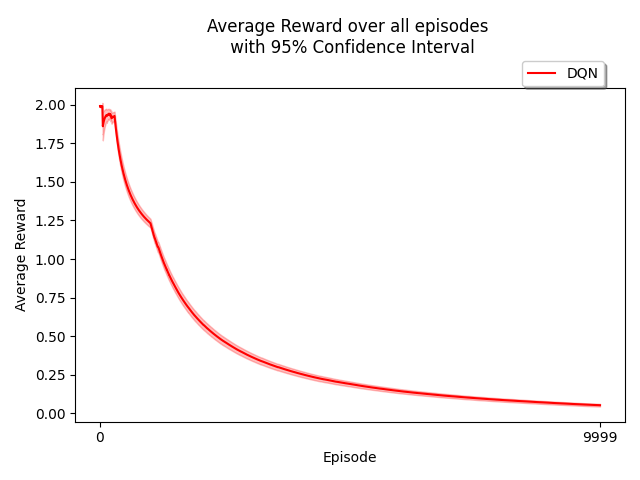 Average Reward over all episodes
with 95% Confidence Interval
DQN
2.00
1.75
1.50
1.25
1.00
0.75
0.50
0.25
0.00
Average Reward
0
9999
Episode